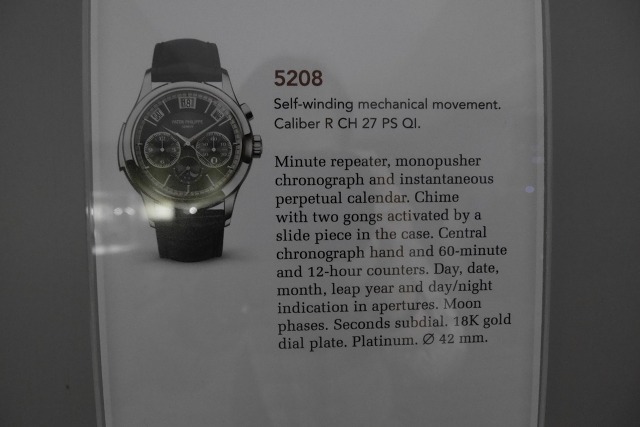 PATEK PHILIPPE
5208
Self-winding mechanical movement.
Caliber R CH 27 PS QI.
Minute repeater, monopusher
chronograph and instantaneous
perpetual calendar. Chime
with two gongs activated by a
slide piece in the case. Central
chronograph hand and 60-minute
and 12-hour counters. Day, date,
month, leap year and day/night
indication in apertures. Moon
phases. Seconds subdial. 18K gold
dial plate. Platinum. Ø 42 mm.